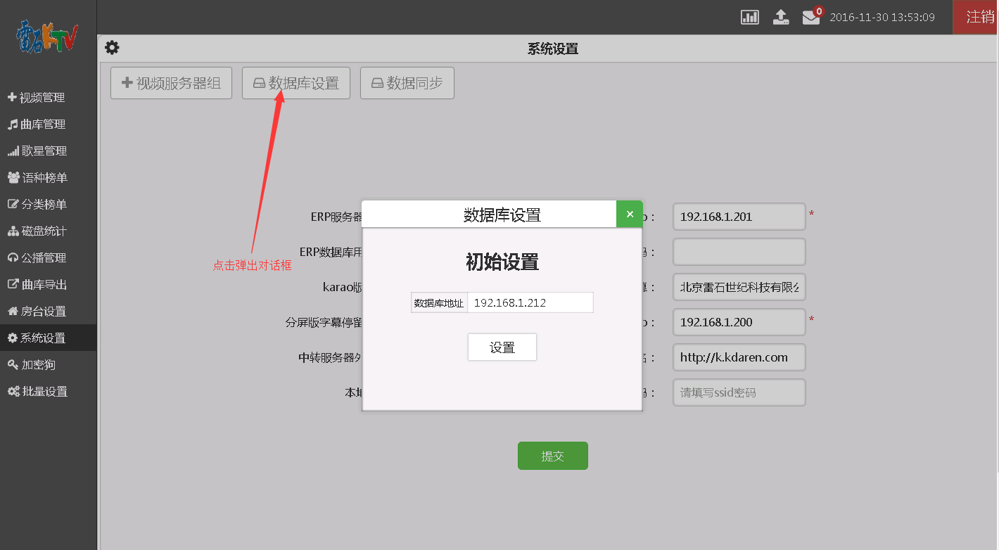 雷石KTV
0
2016-11-30 13:53:09
注销
系统设置
视频服务器组
数据库设置
数据同步
视频管理
曲库管理
歌星管理
语种榜单
分类榜单
磁盘统计
公播管理
曲库导出
房台设置
系统设置
加密狗
批量设置
点击弹出对话框
数据库设置
×
初始设置
数据库地址 192.168.1.212
设置
ERP服务器
192.168.1.201 *
ERP数据库用
karao版
北京雷石世纪科技有限公
分屏版字幕停留
192.168.1.200 *
中转服务器外
http://k.kdaren.com
本地
请填写ssid密码
提交